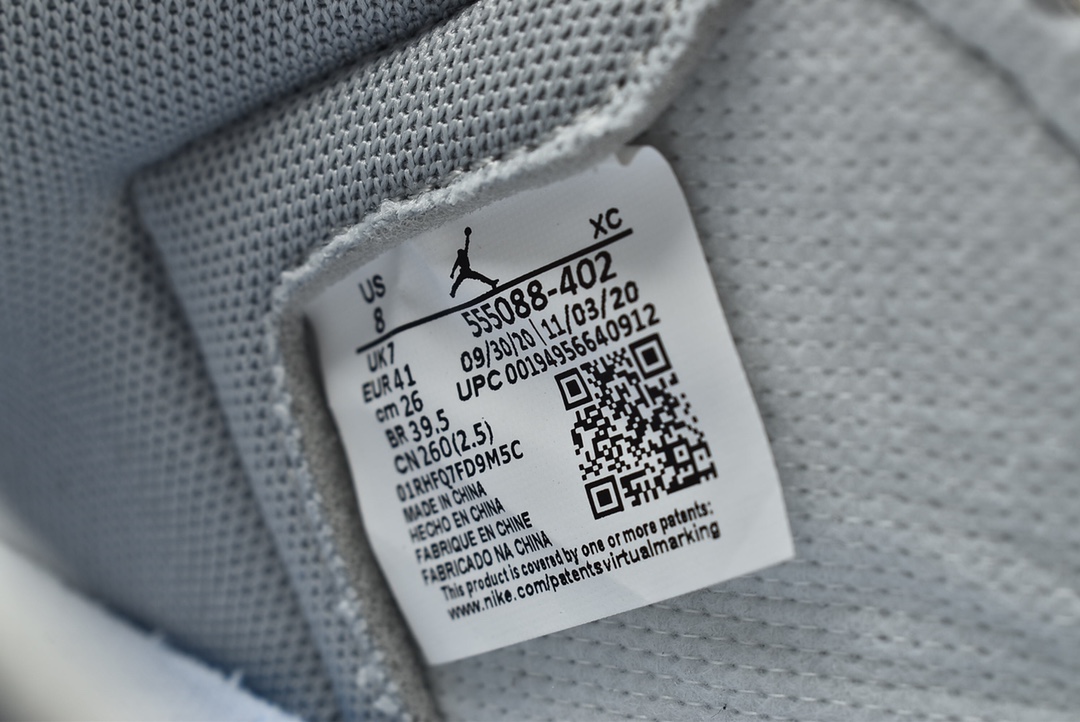 US
8
XC
555088-402
UK 7
09/30/20 | 11/03/20
EUR 41
UPC 00194956640912
cm 26
BR 39.5
CN 260(2.5)
01RHFQ7FD9M5C
MADE IN CHINA
HECHO EN CHINA
FABRIQUE EN CHINE
FABRICADO NA CHINA
This product is covered by one or more patents:
www.nike.com/patentsvirtualmarking